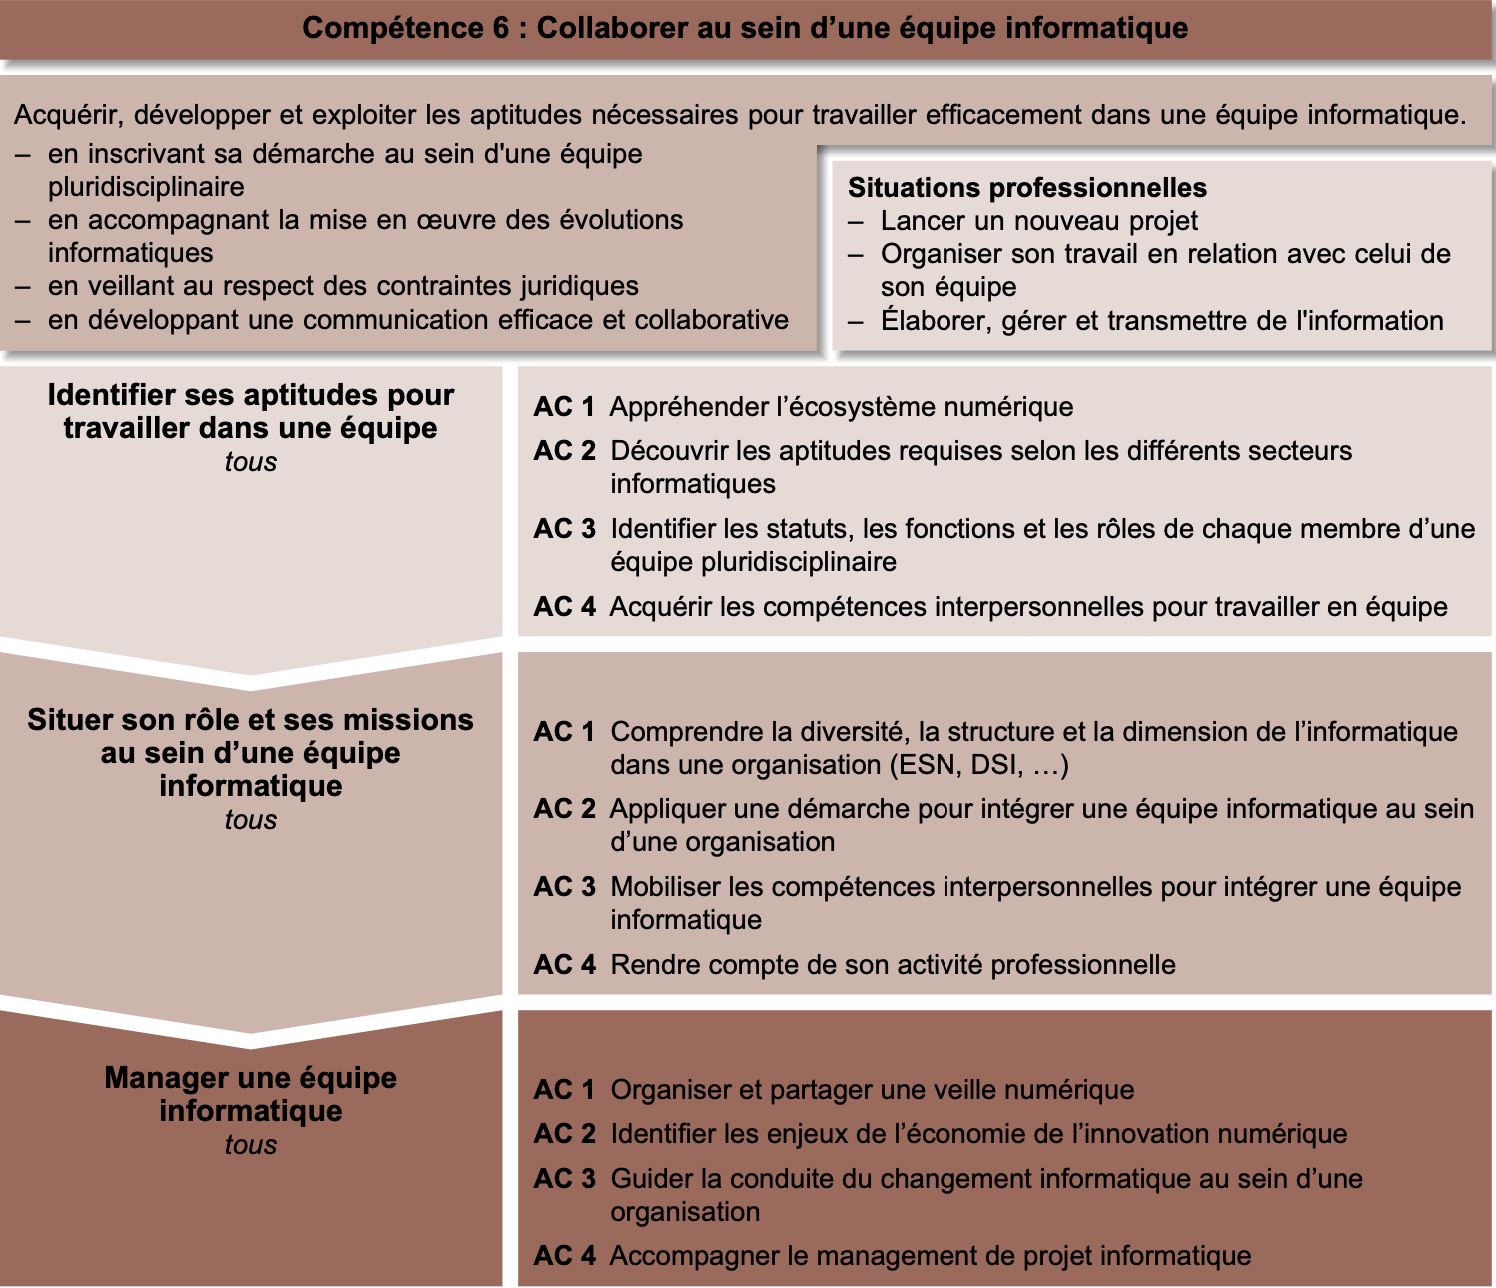 Compétence 6 : Collaborer au sein d’une équipe informatique
Acquérir, développer et exploiter les aptitudes nécessaires pour travailler efficacement dans une équipe informatique.
– en inscrivant sa démarche au sein d'une équipe
pluridisciplinaire
– en accompagnant la mise en œuvre des évolutions
informatiques
– en veillant au respect des contraintes juridiques
– en développant une communication efficace et collaborative
Situations professionnelles
– Lancer un nouveau projet
– Organiser son travail en relation avec celui de
son équipe
– Élaborer, gérer et transmettre de l'information
Identifier ses aptitudes pour
travailler dans une équipe
tous
AC 1 Appréhender l’écosystème numérique
AC 2 Découvrir les aptitudes requises selon les différents secteurs
informatiques
AC 3 Identifier les statuts, les fonctions et les rôles de chaque membre d’une
équipe pluridisciplinaire
AC 4 Acquérir les compétences interpersonnelles pour travailler en équipe
Situer son rôle et ses missions
au sein d’une équipe
informatique
tous
AC 1 Comprendre la diversité, la structure et la dimension de l’informatique
dans une organisation (ESN, DSI, …)
AC 2 Appliquer une démarche pour intégrer une équipe informatique au sein
d’une organisation
AC 3 Mobiliser les compétences interpersonnelles pour intégrer une équipe
informatique
AC 4 Rendre compte de son activité professionnelle
Manager une équipe
informatique
tous
AC 1 Organiser et partager une veille numérique
AC 2 Identifier les enjeux de l’économie de l’innovation numérique
AC 3 Guider la conduite du changement informatique au sein d’une
organisation
AC 4 Accompagner le management de projet informatique